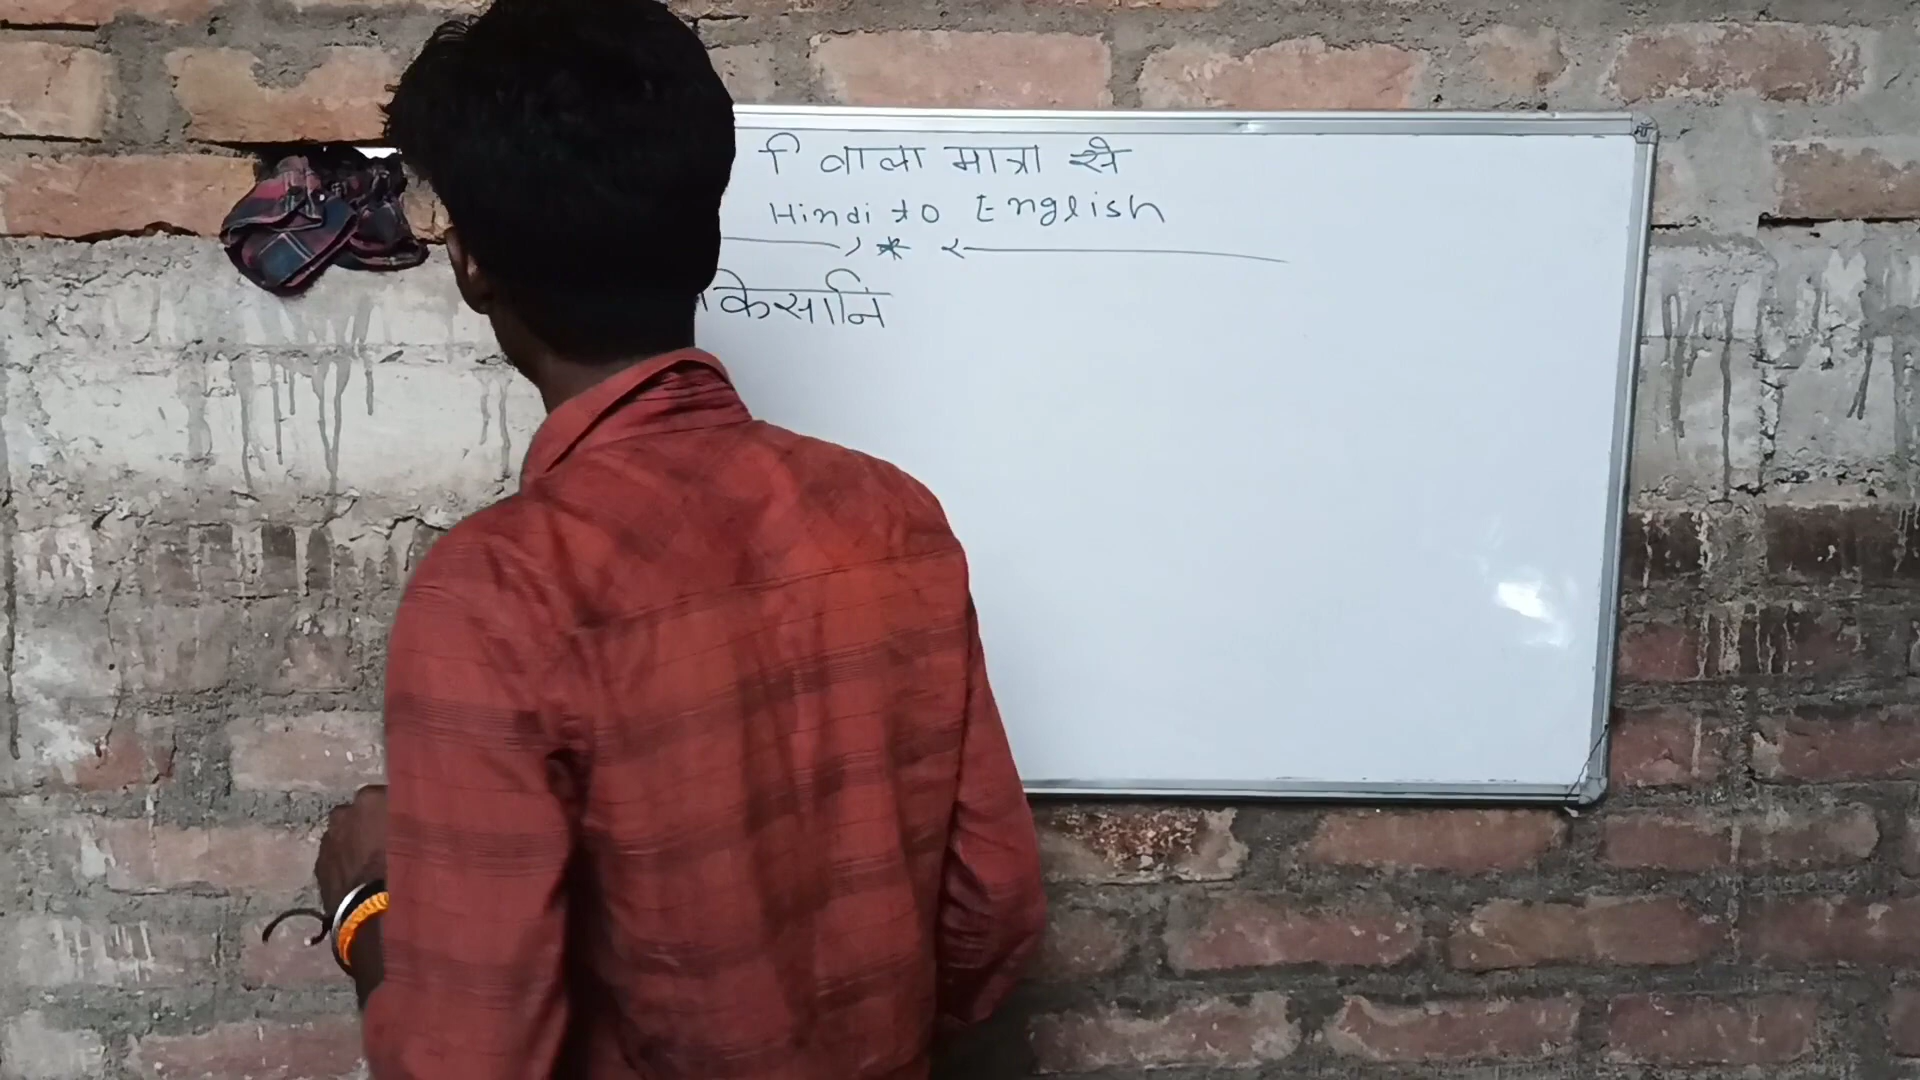 ि वाला मात्रा से
Hindi to English